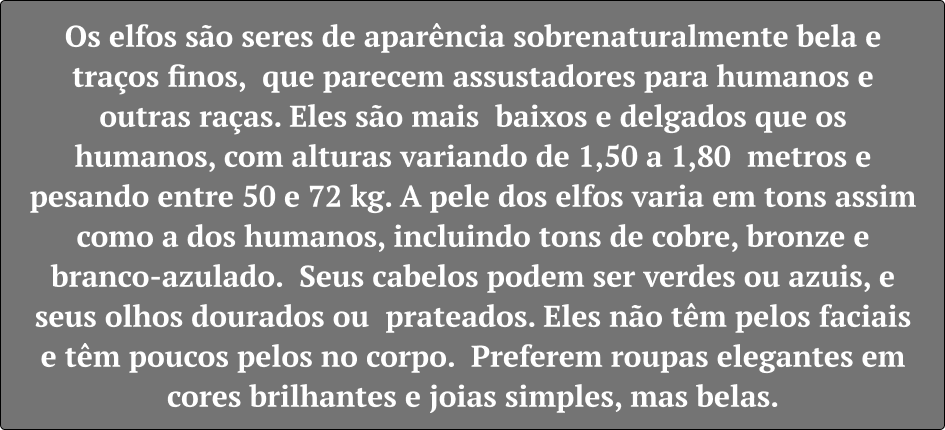 Os elfos são seres de aparência sobrenaturalmente bela e
traços finos,  que parecem assustadores para humanos e
outras raças. Eles são mais  baixos e delgados que os
humanos, com alturas variando de 1,50 a 1,80  metros e
pesando entre 50 e 72 kg. A pele dos elfos varia em tons assim
como a dos humanos, incluindo tons de cobre, bronze e
branco-azulado.  Seus cabelos podem ser verdes ou azuis, e
seus olhos dourados ou  prateados. Eles não têm pelos faciais
e têm poucos pelos no corpo.  Preferem roupas elegantes em
cores brilhantes e joias simples, mas belas.